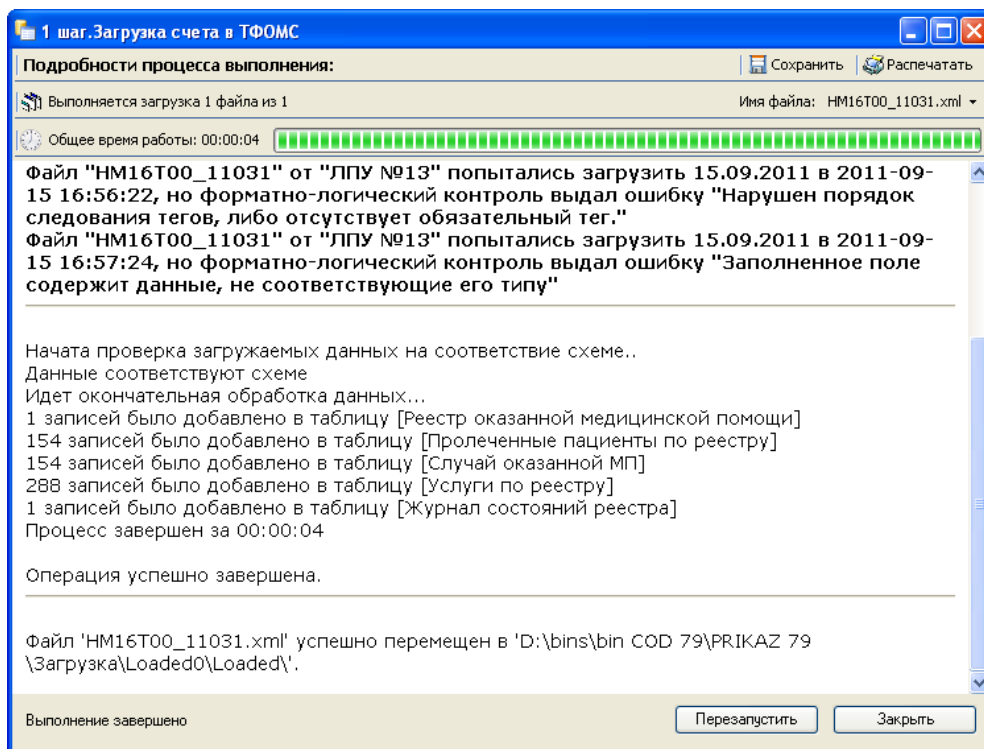 1 шаг.Загрузка счета в ТФОМС
Подробности процесса выполнения:
Сохранить
Распечатать
Выполняется загрузка 1 файла из 1
Имя файла: HM16T00_11031.xml
Общее время работы: 00:00:04
Файл "HM16T00_11031" от "ЛПУ №13" попытались загрузить 15.09.2011 в 2011-09-
15 16:56:22, но форматно-логический контроль выдал ошибку "Нарушен порядок
следования тегов, либо отсутствует обязательный тег."
Файл "HM16T00_11031" от "ЛПУ №13" попытались загрузить 15.09.2011 в 2011-09-
15 16:57:24, но форматно-логический контроль выдал ошибку "Заполненное поле
содержит данные, не соответствующие его типу"
Начата проверка загружаемых данных на соответствие схеме..
Данные соответствуют схеме
Идет окончательная обработка данных...
1 записей было добавлено в таблицу [Реестр оказанной медицинской помощи]
154 записей было добавлено в таблицу [Пролеченные пациенты по реестру]
154 записей было добавлено в таблицу [Случай оказанной МП]
288 записей было добавлено в таблицу [Услуги по реестру]
1 записей было добавлено в таблицу [Журнал состояний реестра]
Процесс завершен за 00:00:04
Операция успешно завершена.
Файл 'HM16T00_11031.xml' успешно перемещен в 'D:\bins\bin COD 79\PRIKAZ 79
\Загрузка\Loaded0\Loaded\'.
Выполнение завершено
Перезапустить
Закрыть